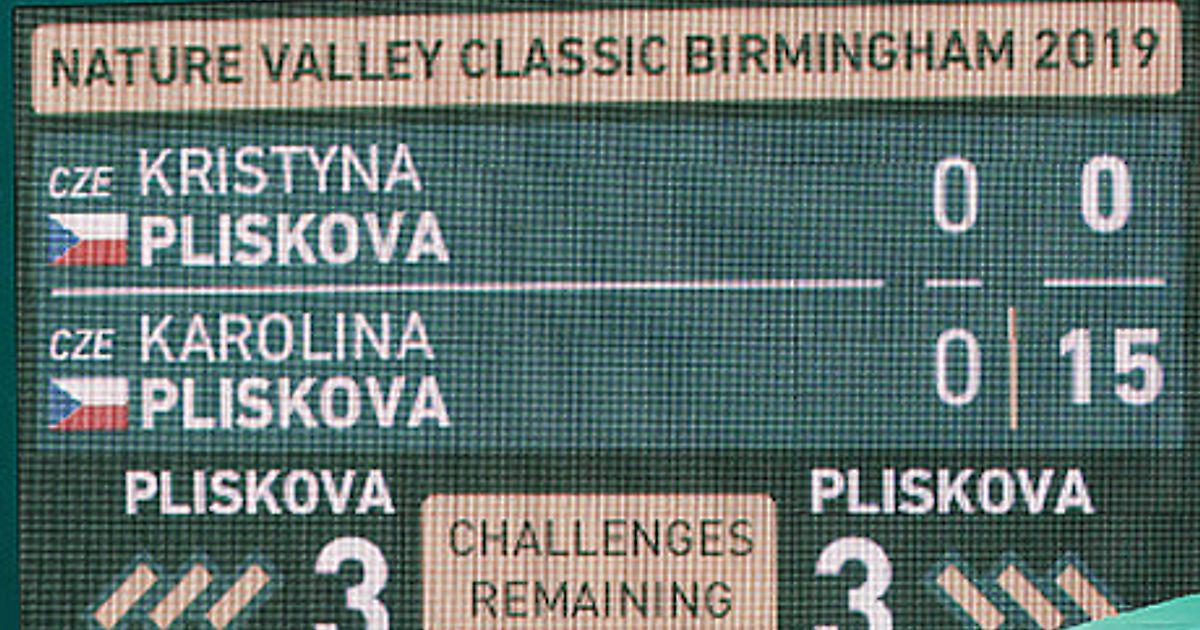 NATURE VALLEY CLASSIC BIRMINGHAM 2019
CZE KRISTYNA
PLISKOVA 0 0
CZE KAROLINA
PLISKOVA 0 15
PLISKOVA PLISKOVA
3 CHALLENGES 3
REMAINING